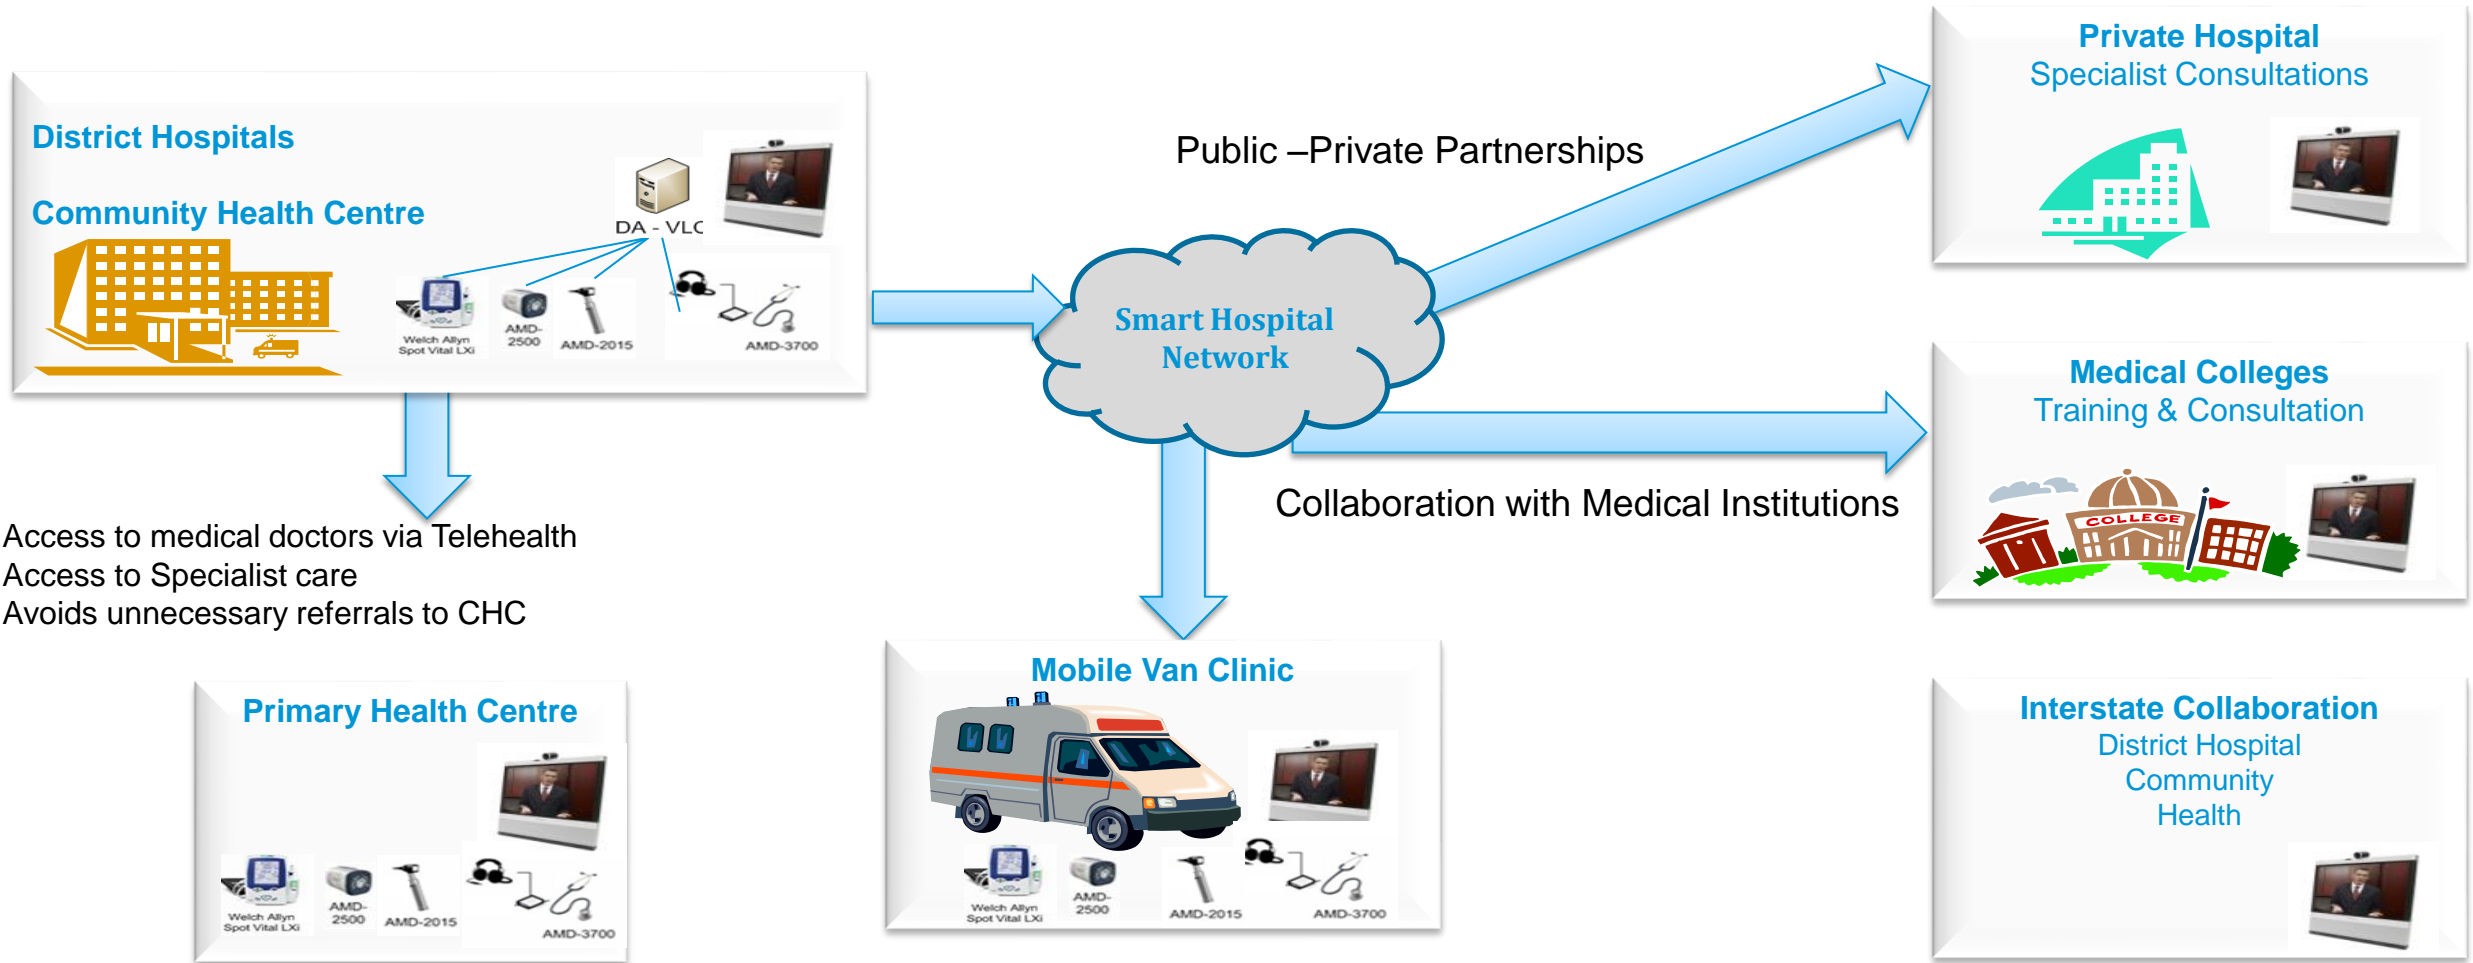 District Hospitals
Community Health Centre
DA - VLC
Welch Allyn
Spot Vital LXi
AMD-
2500
AMD-2015
AMD-3700
Public –Private Partnerships
Smart Hospital
Network
Private Hospital
Specialist Consultations
Medical Colleges
Training & Consultation
COLLEGE
Collaboration with Medical Institutions
Access to medical doctors via Telehealth
Access to Specialist care
Avoids unnecessary referrals to CHC
Primary Health Centre
Welch Allyn
Spot Vital LXi
AMD-
2500
AMD-2015
AMD-3700
Mobile Van Clinic
Welch Allyn
Spot Vital LXi
AMD-
2500
AMD-2015
AMD-3700
Interstate Collaboration
District Hospital
Community
Health